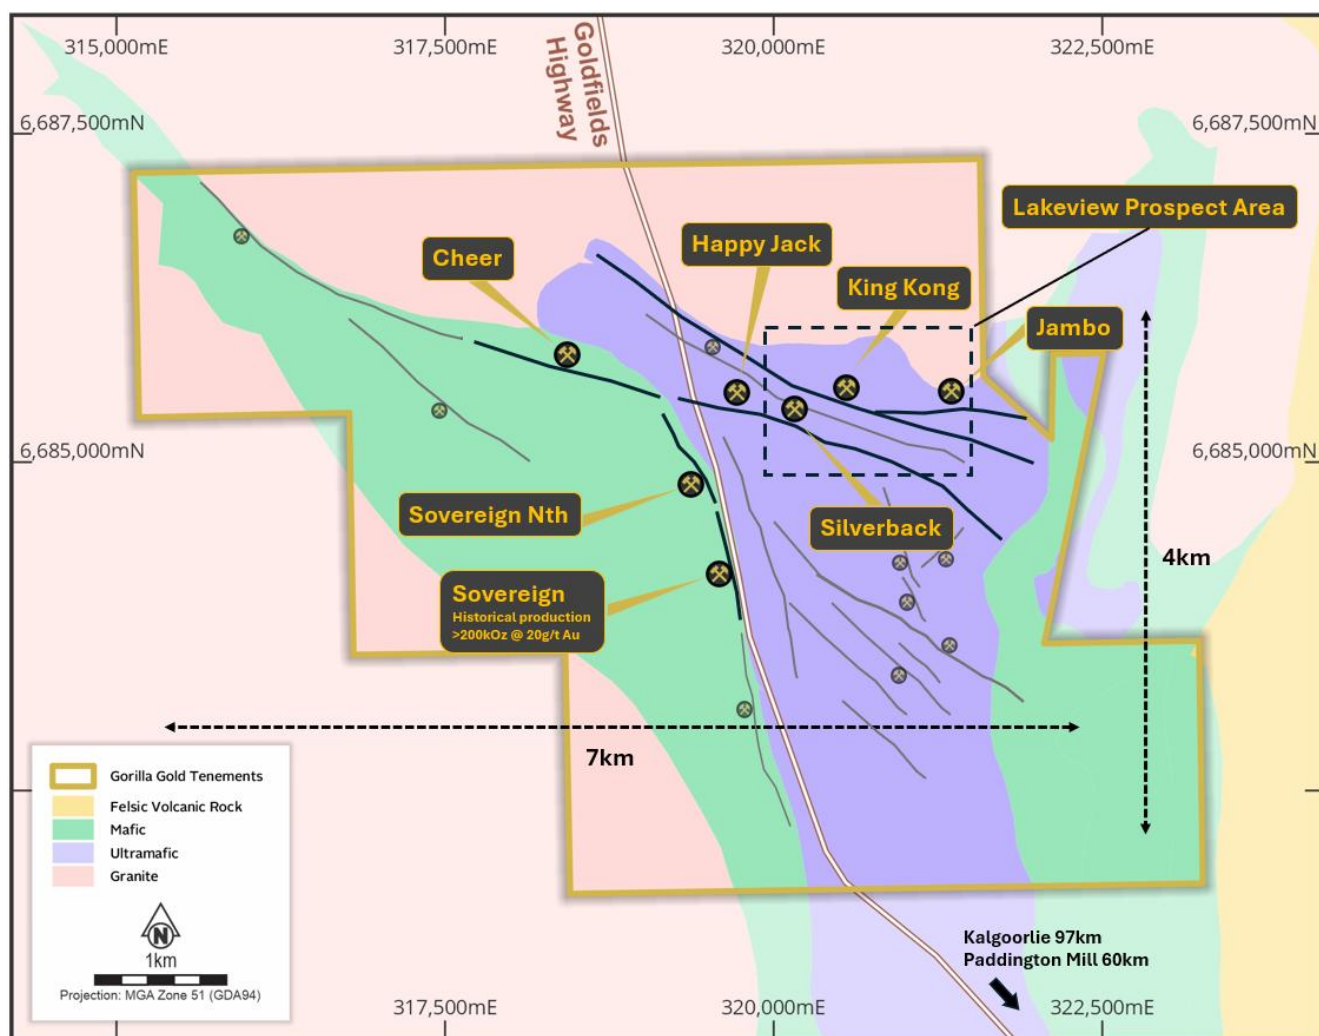 315,000mE
317,500mE
320,000mE
322,500mE
Goldfields
Highway
6,687,500mN
6,687,500mN
Lakeview Prospect Area
Happy Jack
Cheer
King Kong
Jambo
6,685,000mN
6,685,000mN
Sovereign Nth
Silverback
4km
Sovereign
Historical production
>200kOz @ 20g/t Au
7km
Gorilla Gold Tenements
Felsic Volcanic Rock
Mafic
Ultramafic
Granite
N
1km
Projection: MGA Zone 51 (GDA94)
Kalgoorlie 97km
Paddington Mill 60km
317,500mE
320,000mE
322,500mE